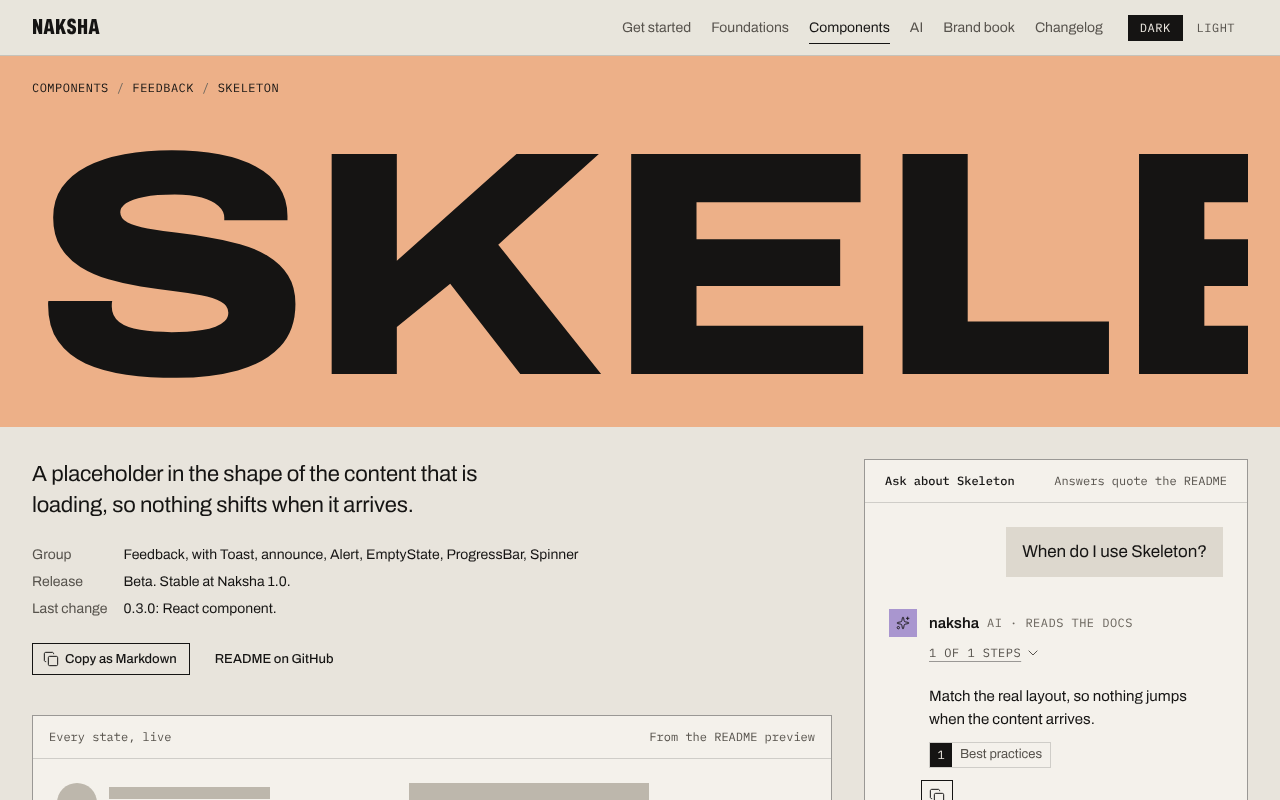 NAKSHA
Get started
Foundations
Components
AI
Brand book
Changelog
DARK
LIGHT
COMPONENTS / FEEDBACK / SKELETON
SKELE
A placeholder in the shape of the content that is
loading, so nothing shifts when it arrives.
Group Feedback, with Toast, announce, Alert, EmptyState, ProgressBar, Spinner
Release Beta. Stable at Naksha 1.0.
Last change 0.3.0: React component.
Copy as Markdown
README on GitHub
Every state, live
From the README preview
Ask about Skeleton
Answers quote the README
When do I use Skeleton?
naksha AI · READS THE DOCS
1 OF 1 STEPS
Match the real layout, so nothing jumps
when the content arrives.
1 Best practices